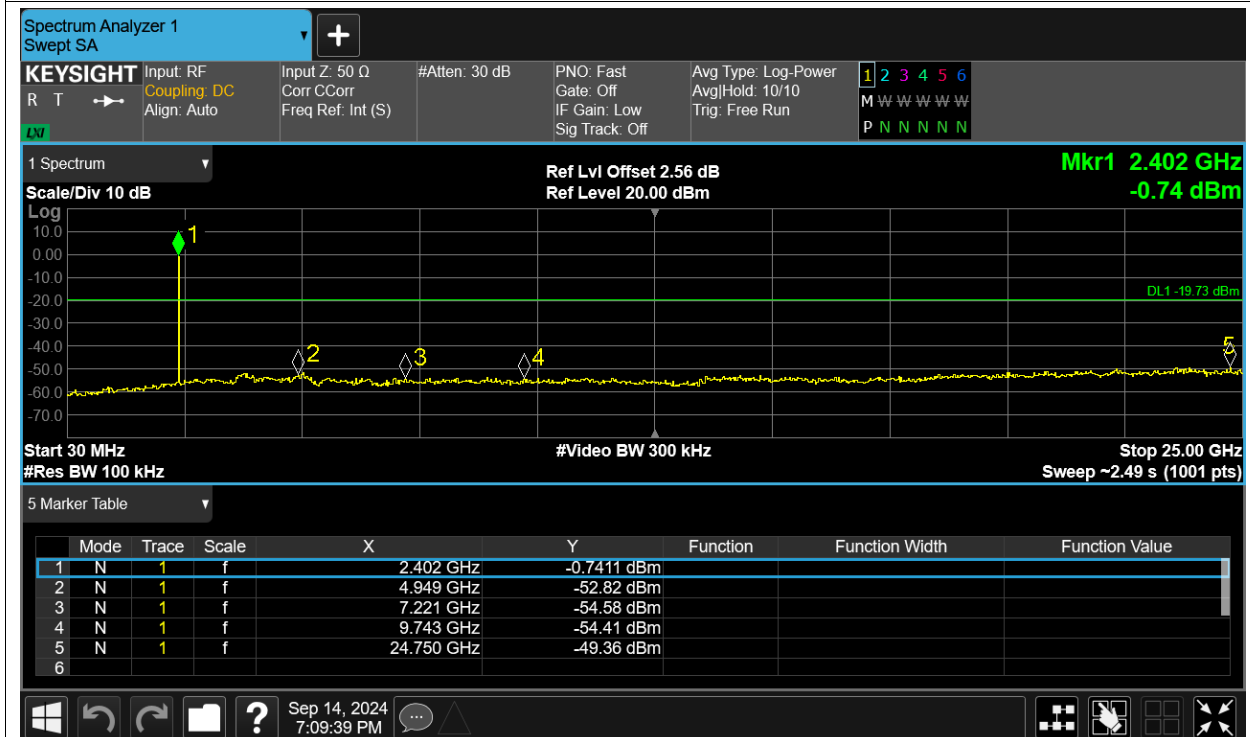 Spectrum Analyzer 1
Swept SA
+
KEYSIGHT
R T
LXI
Input: RF
Coupling: DC
Align: Auto
Input Z: 50 Ω
Corr CCorr
Freq Ref: Int (S)
#Atten: 30 dB
PNO: Fast
Gate: Off
IF Gain: Low
Sig Track: Off
Avg Type: Log-Power
Avg|Hold: 10/10
Trig: Free Run
1 2 3 4 5 6
M W W W W W W
P N N N N N N
1 Spectrum
Scale/Div 10 dB
Ref Lvl Offset 2.56 dB
Ref Level 20.00 dBm
Mkr1 2.402 GHz
-0.74 dBm
Log
10.0
0.00
-10.0
-20.0
-30.0
-40.0
-50.0
-60.0
-70.0
1
2
3
4
5
DL1 -19.73 dBm
Start 30 MHz
#Res BW 100 kHz
#Video BW 300 kHz
Stop 25.00 GHz
Sweep ~2.49 s (1001 pts)
5 Marker Table
Mode Trace Scale X Y Function Function Width Function Value
1 N 1 f 2.402 GHz -0.7411 dBm
2 N 1 f 4.949 GHz -52.82 dBm
3 N 1 f 7.221 GHz -54.58 dBm
4 N 1 f 9.743 GHz -54.41 dBm
5 N 1 f 24.750 GHz -49.36 dBm
6
?
Sep 14, 2024
7:09:39 PM